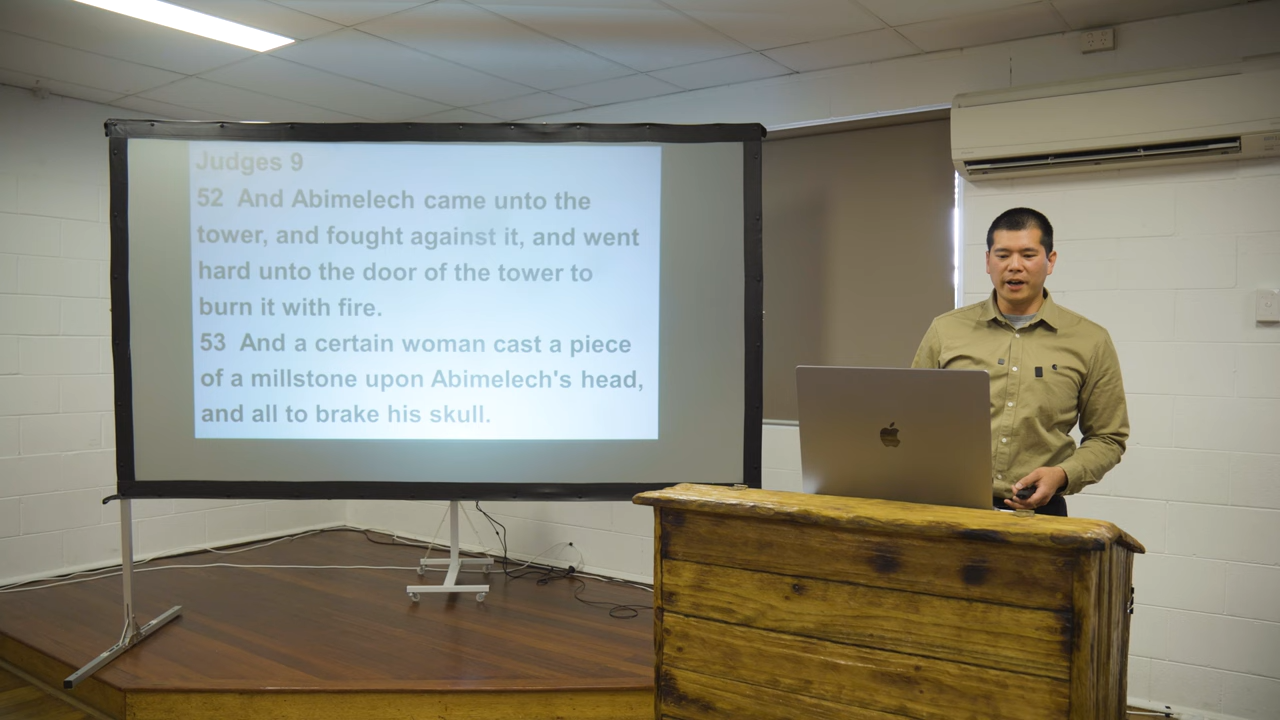 Judges 9
52 And Abimelech came unto the
tower, and fought against it, and went
hard unto the door of the tower to
burn it with fire.
53 And a certain woman cast a piece
of a millstone upon Abimelech's head,
and all to brake his skull.